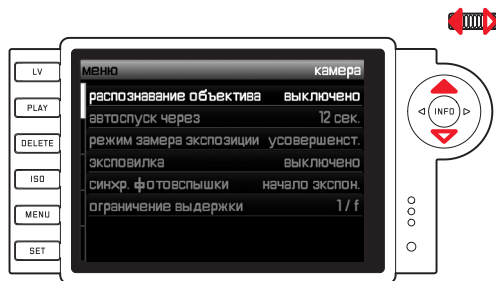 LV
PLAY
DELETE
ISO
MENU
SET
меню камера
распознавание объектива выключено
автоспуск через 12 сек.
режим замера экспозиции усовершенст.
эксповилка выключено
синхр. фотовспышки начало экспон.
ограничение выдержки 1/f
INFO